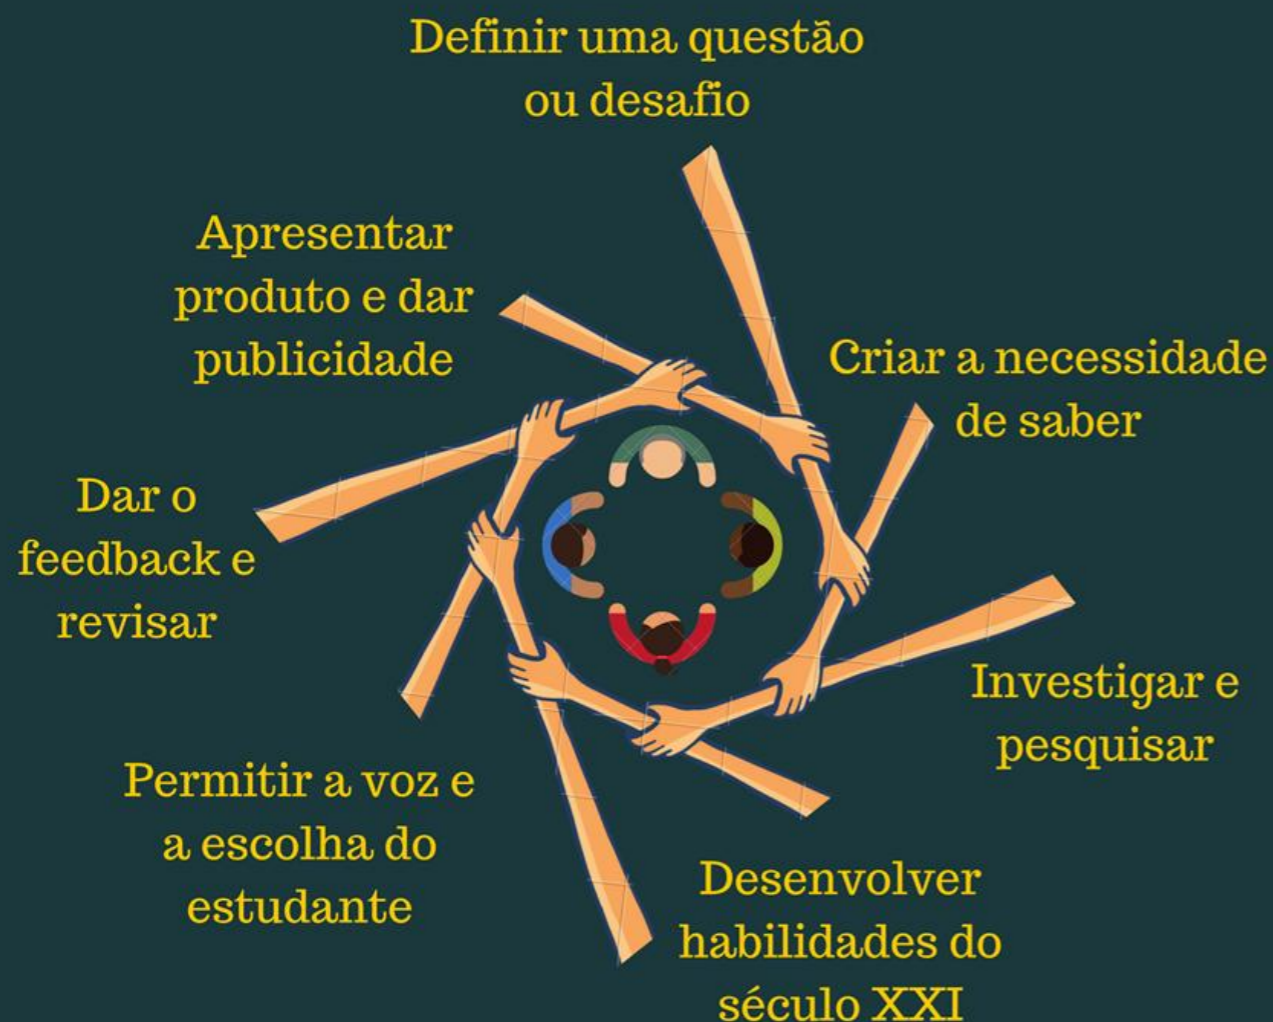 Definir uma questão
ou desafio
Criar a necessidade
de saber
Investigar e
pesquisar
Desenvolver
habilidades do
século XXI
Permitir a voz e
a escolha do
estudante
Dar o
feedback e
revisar
Apresentar
produto e dar
publicidade